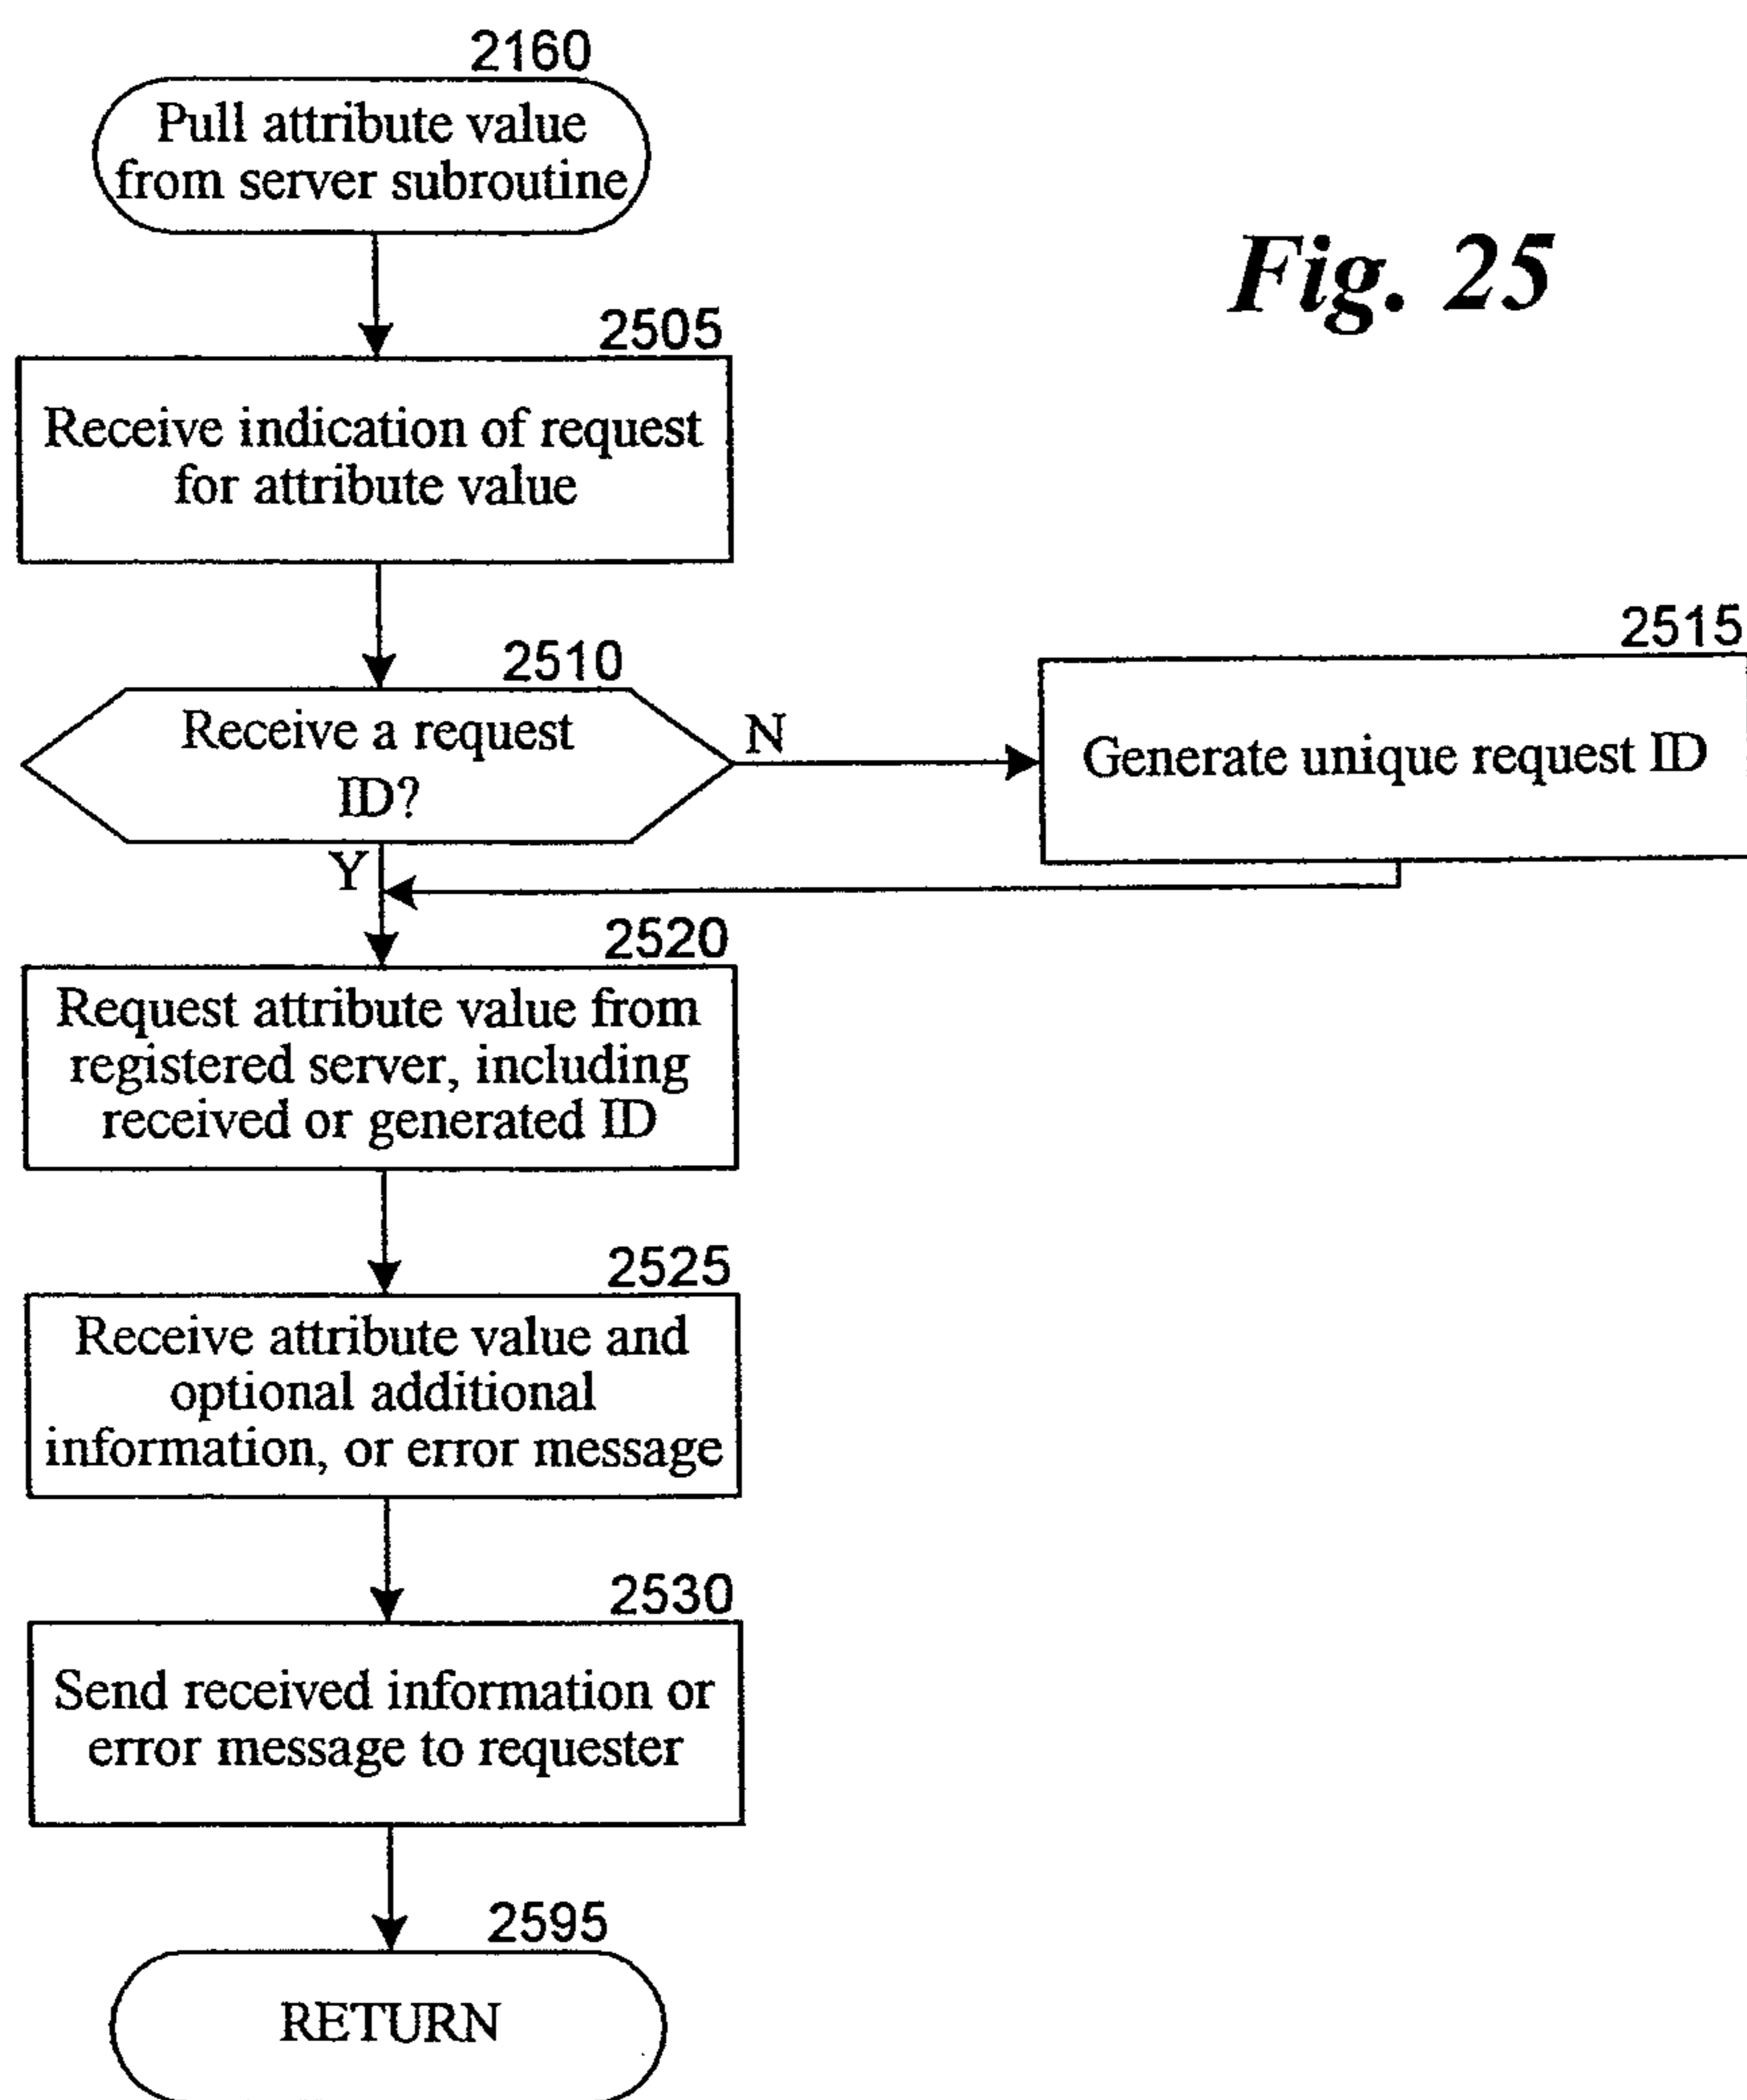 2160
Pull attribute value
from server subroutine
Fig. 25
2505
Receive indication of request
for attribute value
2510
Receive a request
ID?
N
2515
Generate unique request ID
Y
2520
Request attribute value from
registered server, including
received or generated ID
2525
Receive attribute value and
optional additional
information, or error message
2530
Send received information or
error message to requester
2595
RETURN